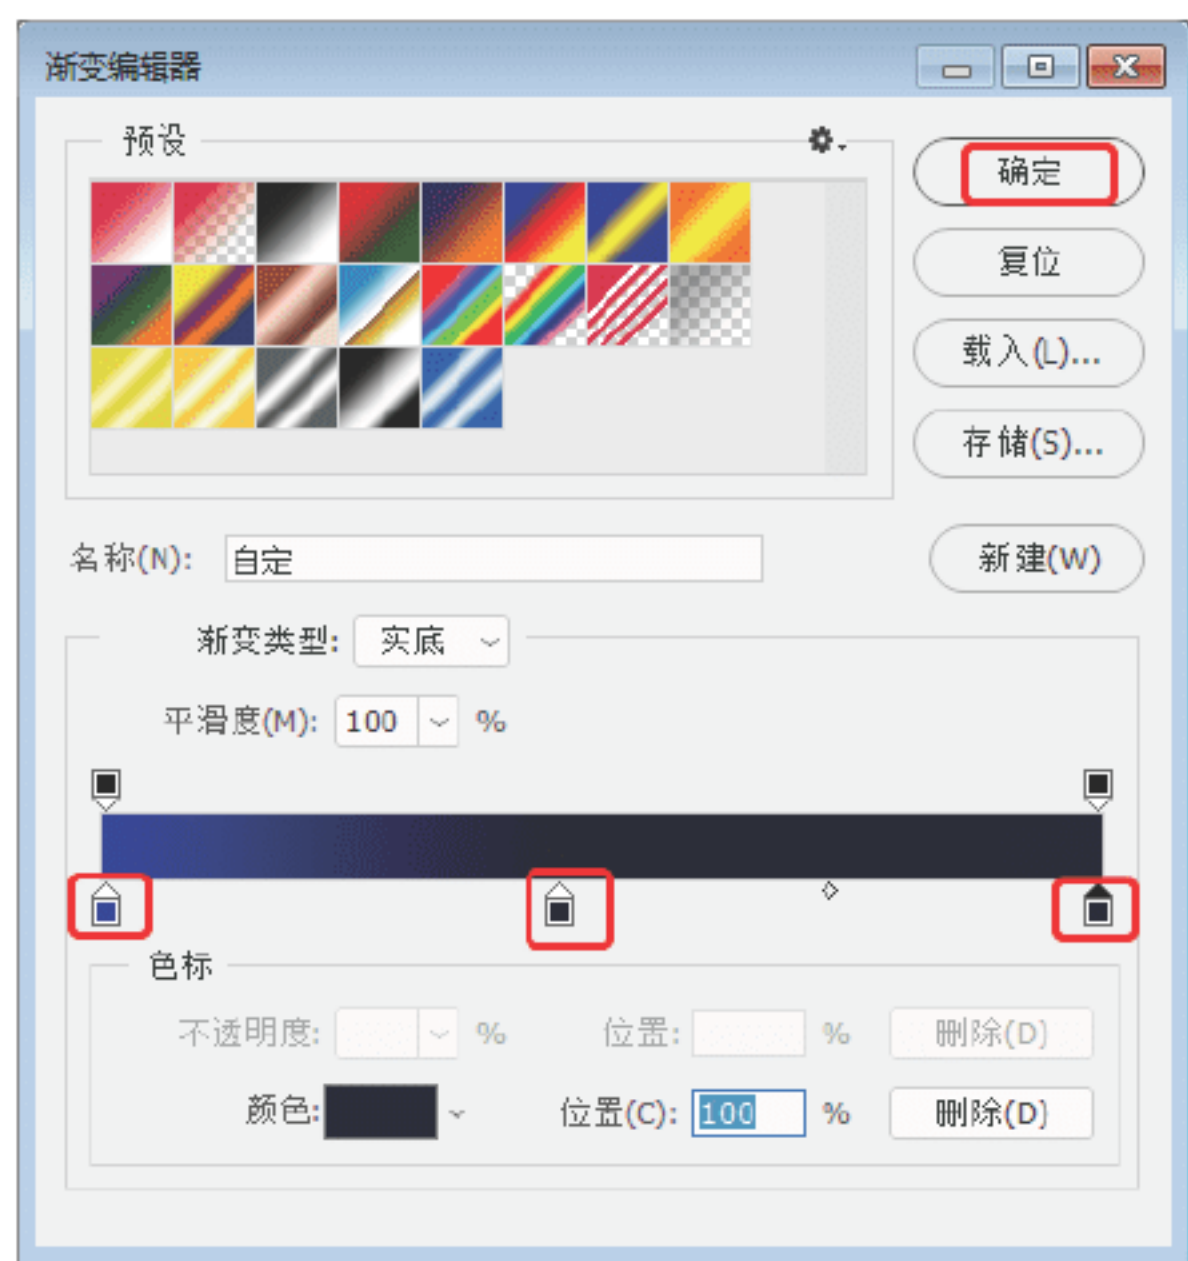 渐变编辑器
预设
确定
复位
载入(L)...
存储(S)...
名称(N): 自定
新建(W)
渐变类型: 实底
平滑度(M): 100 %
色标
不透明度: % 位置: % 删除(D)
颜色: 位置(C): 100 % 删除(D)